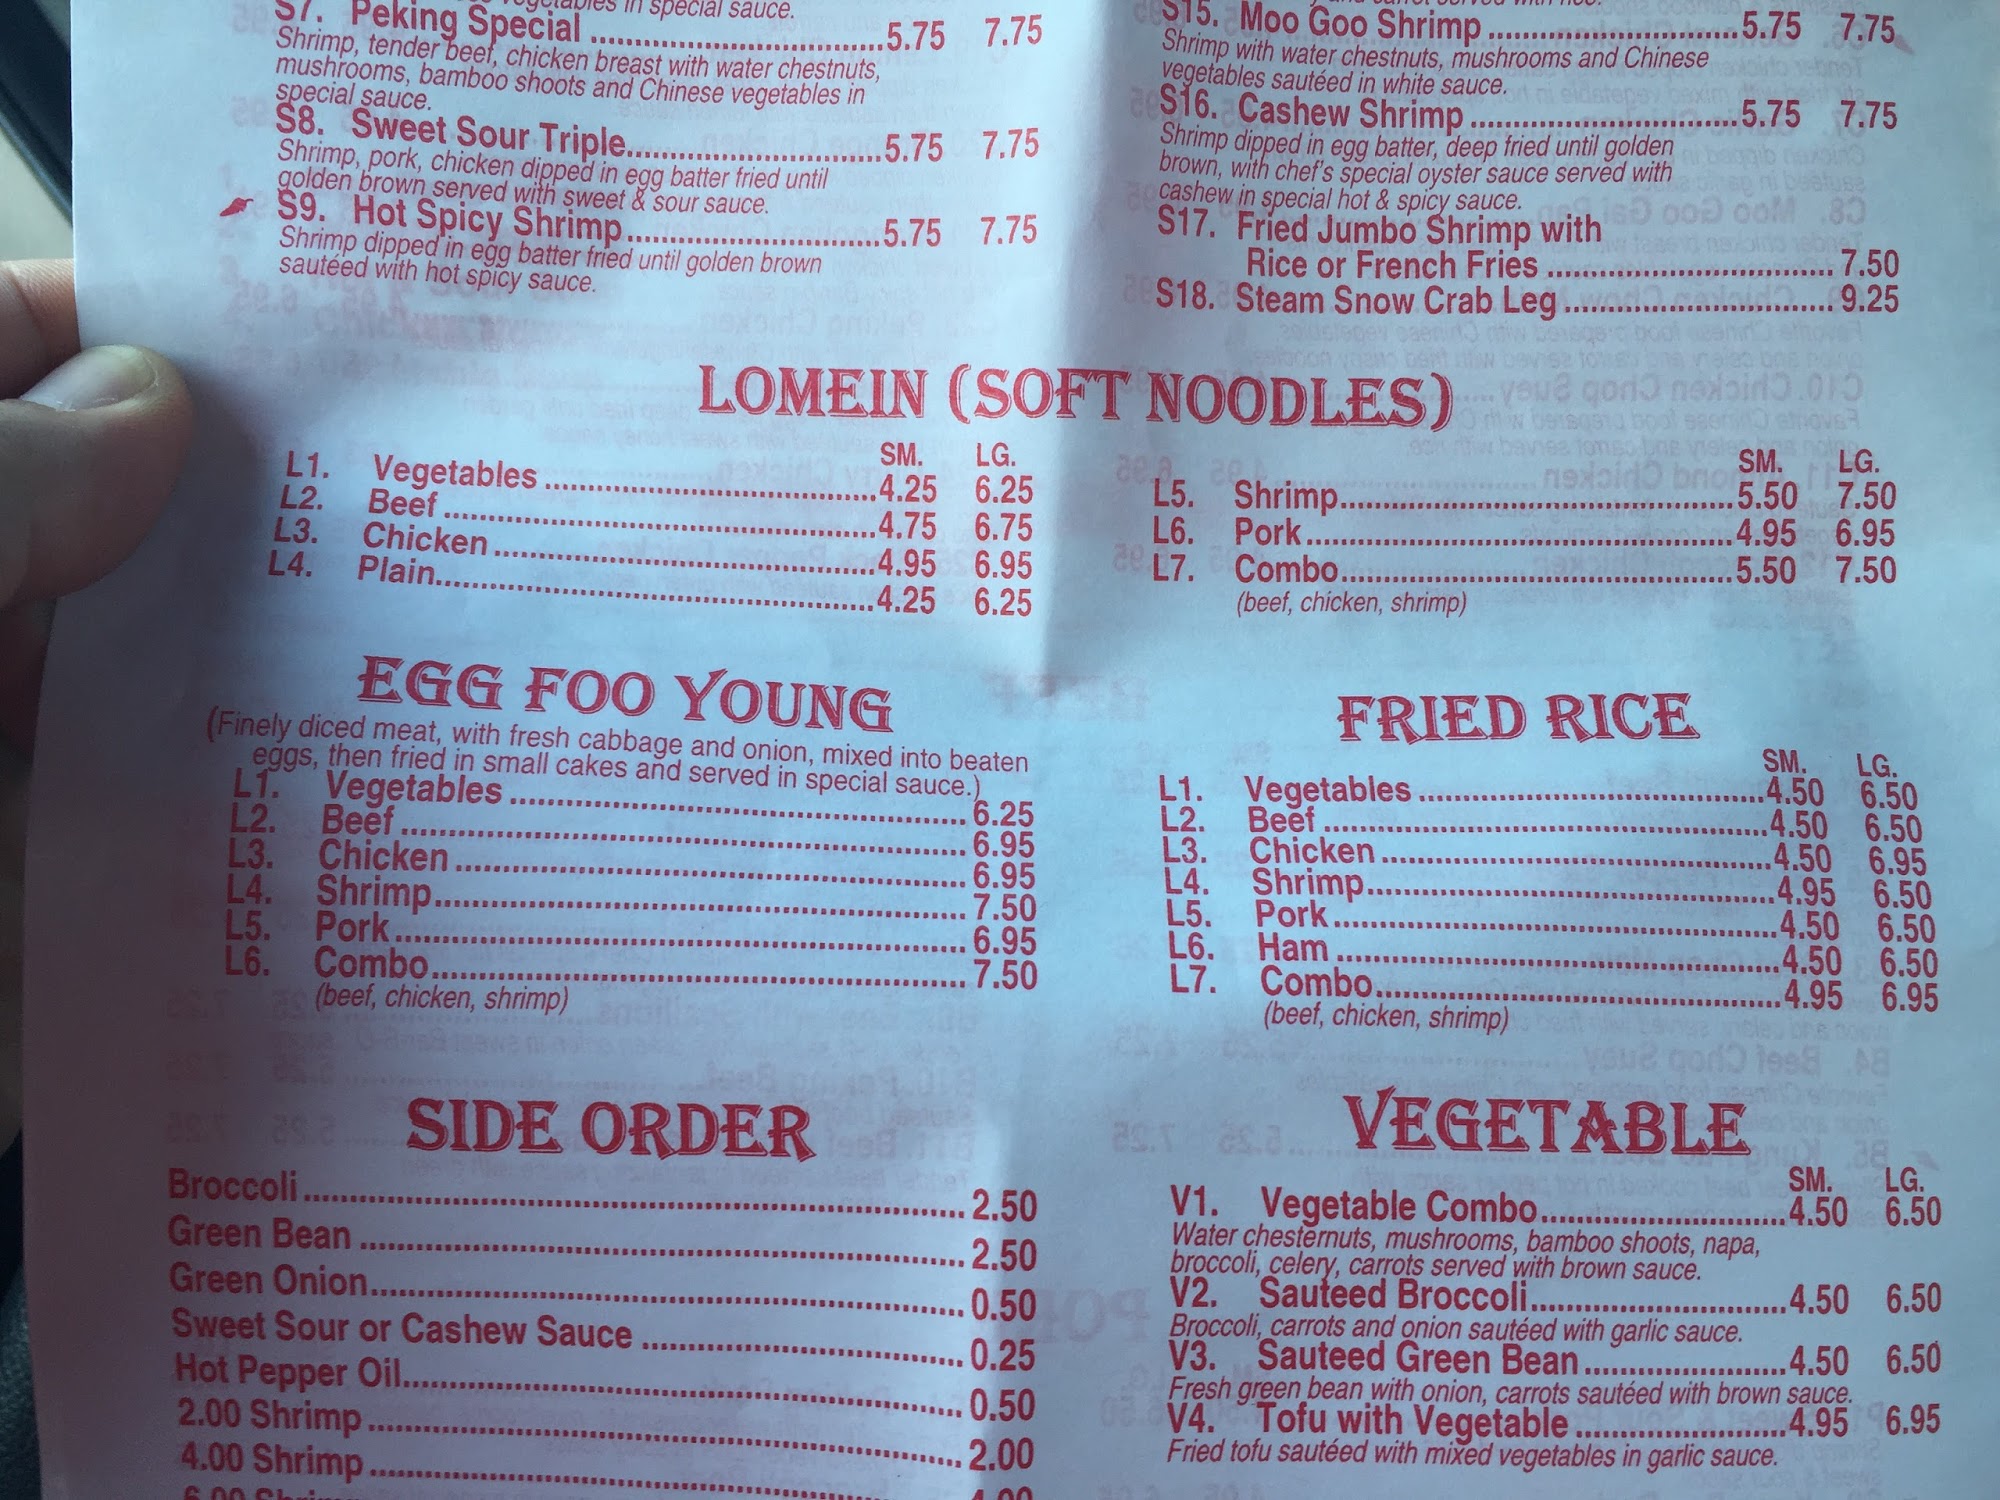 vegetables in special sauce.
S7. Peking Special 5.75 7.75
Shrimp, tender beef, chicken breast with water chestnuts,
mushrooms, bamboo shoots and Chinese vegetables in
special sauce.
S8. Sweet Sour Triple 5.75 7.75
Shrimp, pork, chicken dipped in egg batter fried until
golden brown served with sweet & sour sauce.
S9. Hot Spicy Shrimp 5.75 7.75
Shrimp dipped in egg batter fried until golden brown
sautéed with hot spicy sauce.
S15. Moo Goo Shrimp 5.75 7.75
Shrimp with water chestnuts, mushrooms and Chinese
vegetables sautéed in white sauce.
S16. Cashew Shrimp 5.75 7.75
Shrimp dipped in egg batter, deep fried until golden
brown, with chef's special oyster sauce served with
cashew in special hot & spicy sauce.
S17. Fried Jumbo Shrimp with
Rice or French Fries 7.50
S18. Steam Snow Crab Leg 9.25
LOMEIN (SOFT NOODLES)
SM. LG.
L1. Vegetables 4.25 6.25
L2. Beef 4.75 6.75
L3. Chicken 4.95 6.95
L4. Plain 4.25 6.25
SM. LG.
L5. Shrimp 5.50 7.50
L6. Pork 4.95 6.95
L7. Combo 5.50 7.50
(beef, chicken, shrimp)
EGG FOO YOUNG
(Finely diced meat, with fresh cabbage and onion, mixed into beaten
eggs, then fried in small cakes and served in special sauce.)
L1. Vegetables 6.25
L2. Beef 6.95
L3. Chicken 6.95
L4. Shrimp 7.50
L5. Pork 6.95
L6. Combo 7.50
(beef, chicken, shrimp)
FRIED RICE
SM. LG.
L1. Vegetables 4.50 6.50
L2. Beef 4.50 6.50
L3. Chicken 4.50 6.95
L4. Shrimp 4.95 6.50
L5. Pork 4.50 6.50
L6. Ham 4.50 6.50
L7. Combo 4.95 6.95
(beef, chicken, shrimp)
SIDE ORDER
Broccoli 2.50
Green Bean 2.50
Green Onion 0.50
Sweet Sour or Cashew Sauce 0.25
Hot Pepper Oil 0.50
2.00 Shrimp 2.00
4.00 Shrimp 4.00
VEGETABLE
SM. LG.
V1. Vegetable Combo 4.50 6.50
Water chesternuts, mushrooms, bamboo shoots, napa,
broccoli, celery, carrots served with brown sauce.
V2. Sauteed Broccoli 4.50 6.50
Broccoli, carrots and onion sautéed with garlic sauce.
V3. Sauteed Green Bean 4.50 6.50
Fresh green bean with onion, carrots sautéed with brown sauce.
V4. Tofu with Vegetable 4.95 6.95
Fried tofu sautéed with mixed vegetables in garlic sauce.